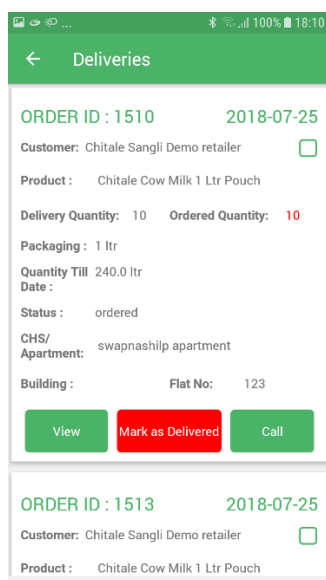 ... 100% 18:10
Deliveries
ORDER ID : 1510 2018-07-25
Customer: Chitale Sangli Demo retailer
Product : Chitale Cow Milk 1 Ltr Pouch
Delivery Quantity: 10 Ordered Quantity: 10
Packaging : 1 ltr
Quantity Till 240.0 ltr
Date :
Status : ordered
CHS/
Apartment: swapnashilp apartment
Building : Flat No: 123
View Mark as Delivered Call
ORDER ID : 1513 2018-07-25
Customer: Chitale Sangli Demo retailer
Product : Chitale Cow Milk 1 Ltr Pouch